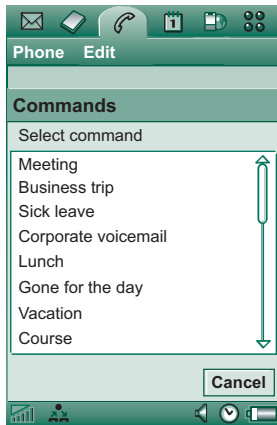 Phone Edit
Commands
Select command
Meeting
Business trip
Sick leave
Corporate voicemail
Lunch
Gone for the day
Vacation
Course
Cancel